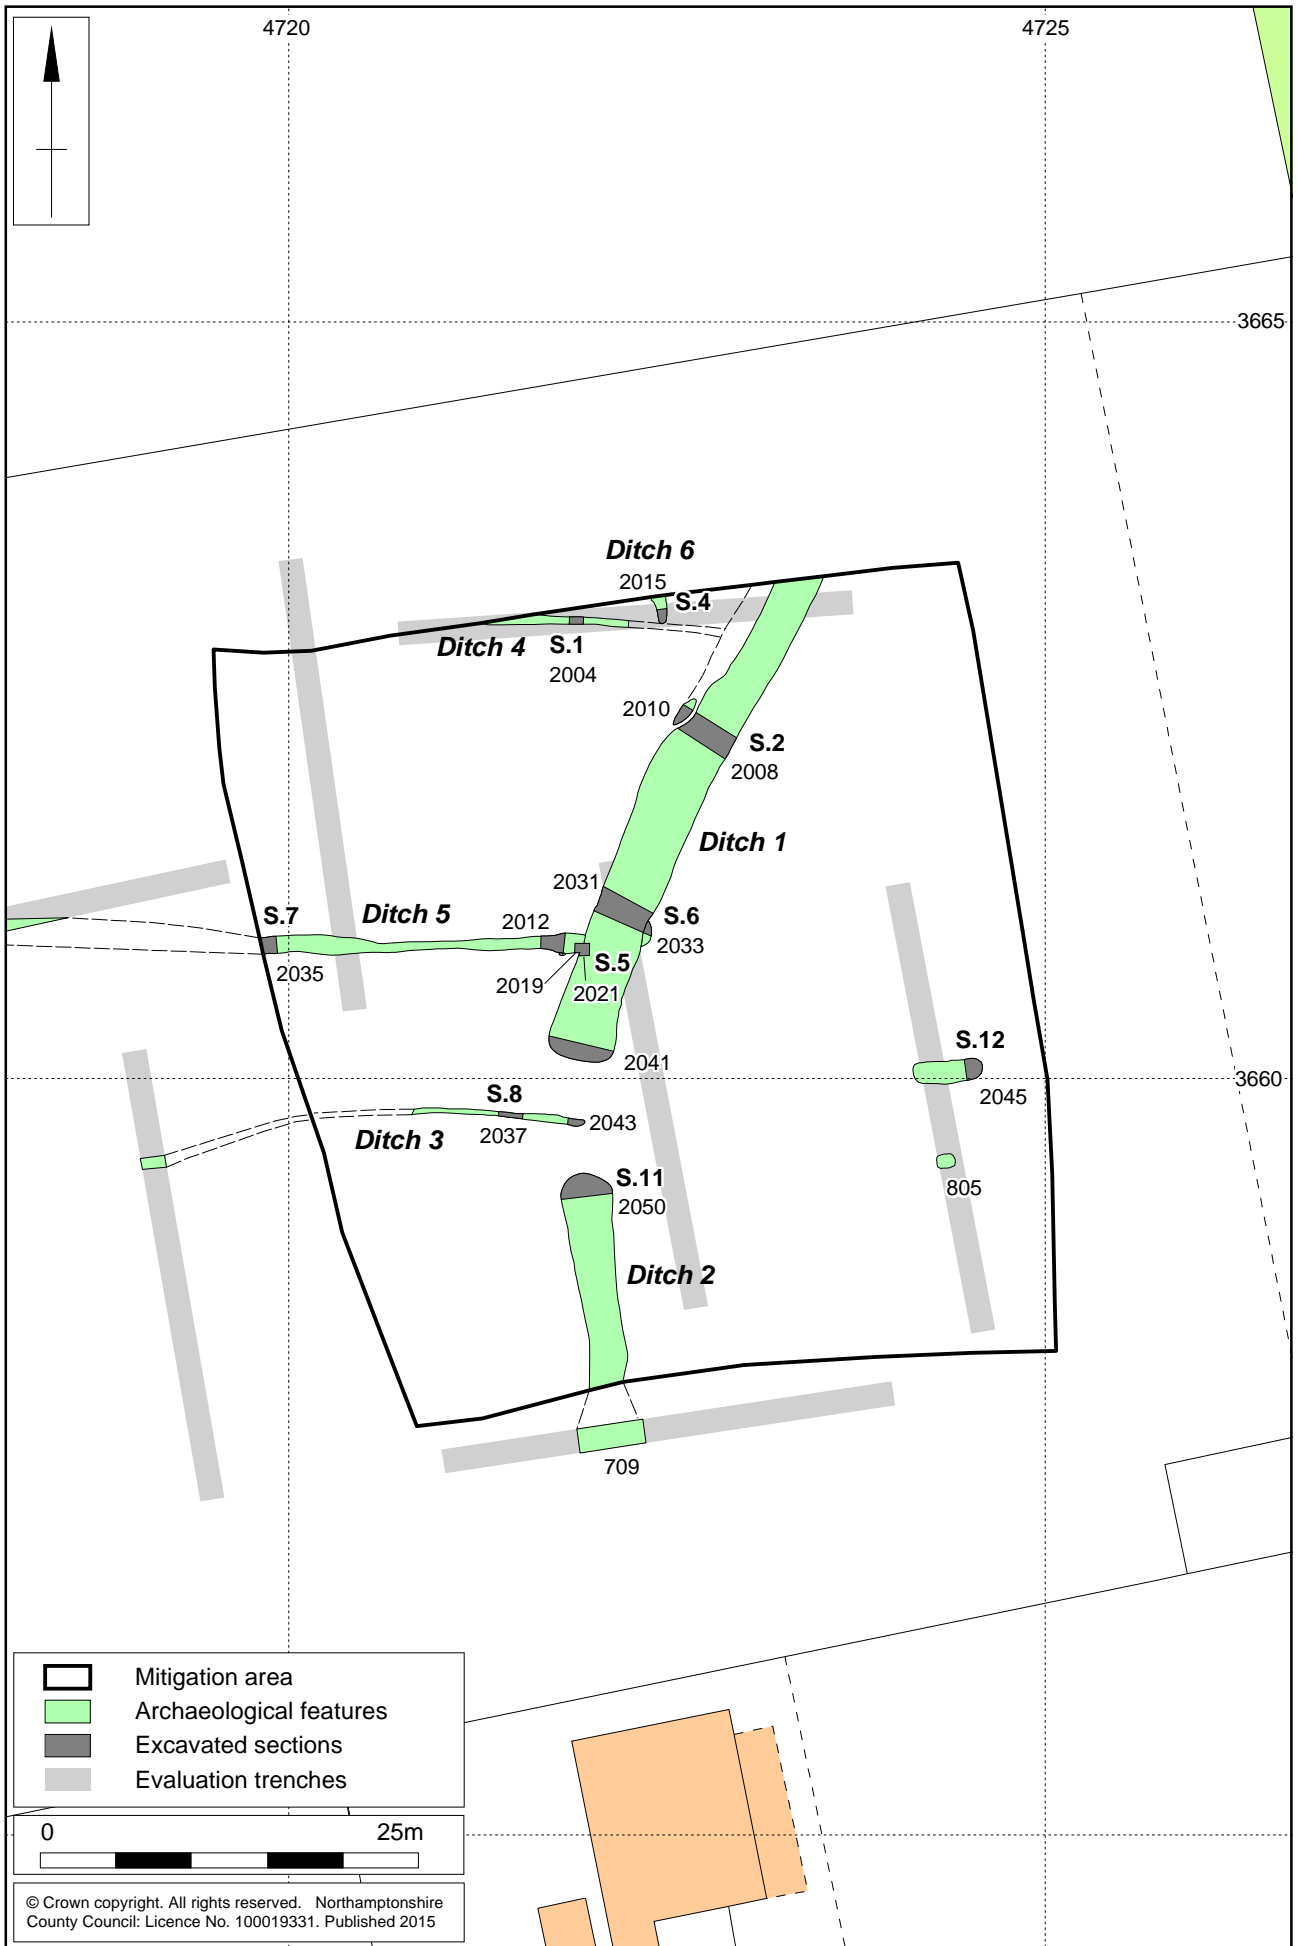 4720
4725
3665
Ditch 6
2015
S.4
Ditch 4
S.1
2004
2010
S.2
2008
Ditch 1
2031
S.7
Ditch 5
2012
S.6
2033
2035
S.5
2019
2021
2041
S.12
3660
2045
S.8
2043
Ditch 3
2037
S.11
805
2050
Ditch 2
709
Mitigation area
Archaeological features
Excavated sections
Evaluation trenches
0 25m
© Crown copyright. All rights reserved. Northamptonshire
County Council: Licence No. 100019331. Published 2015